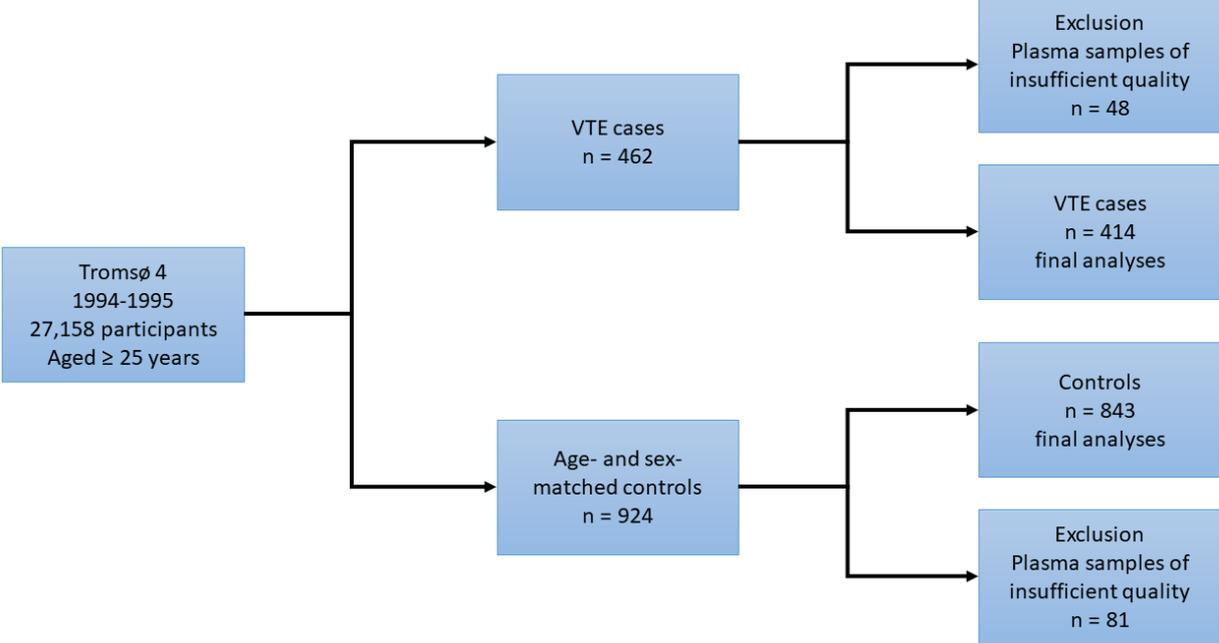 Tromsø 4
1994-1995
27,158 participants
Aged ≥ 25 years
VTE cases
n = 462
Age- and sex-
matched controls
n = 924
Exclusion
Plasma samples of
insufficient quality
n = 48
VTE cases
n = 414
final analyses
Controls
n = 843
final analyses
Exclusion
Plasma samples of
insufficient quality
n = 81